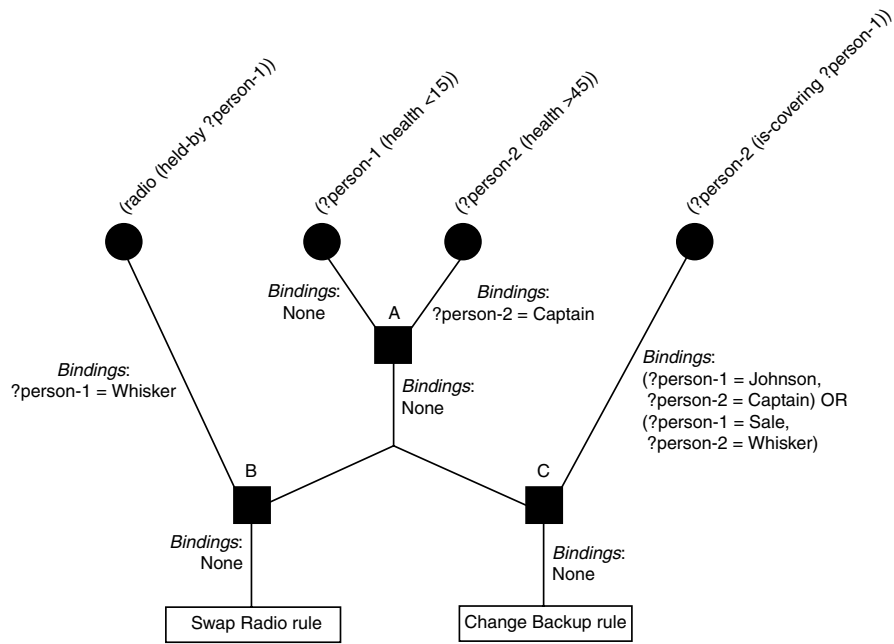 (radio (held-by ?person-1))
(?person-1 (health <15))
(?person-2 (health >45))
(?person-2 (is-covering ?person-1))
Bindings:
None
A
Bindings:
?person-2 = Captain
Bindings:
?person-1 = Whisker
Bindings:
None
Bindings:
(?person-1 = Johnson,
?person-2 = Captain) OR
(?person-1 = Sale,
?person-2 = Whisker)
B
C
Bindings:
None
Bindings:
None
Swap Radio rule
Change Backup rule